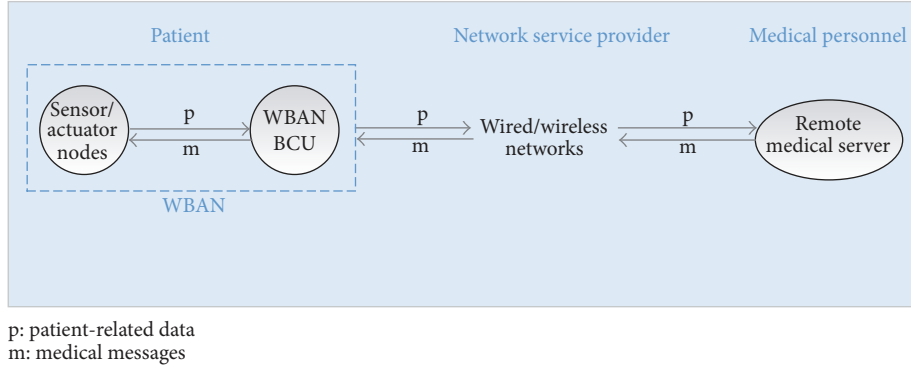 Patient
Network service provider
Medical personnel
Sensor/
actuator
nodes
p
m
WBAN
BCU
p
m
Wired/wireless
networks
p
m
Remote
medical server
WBAN
p: patient-related data
m: medical messages